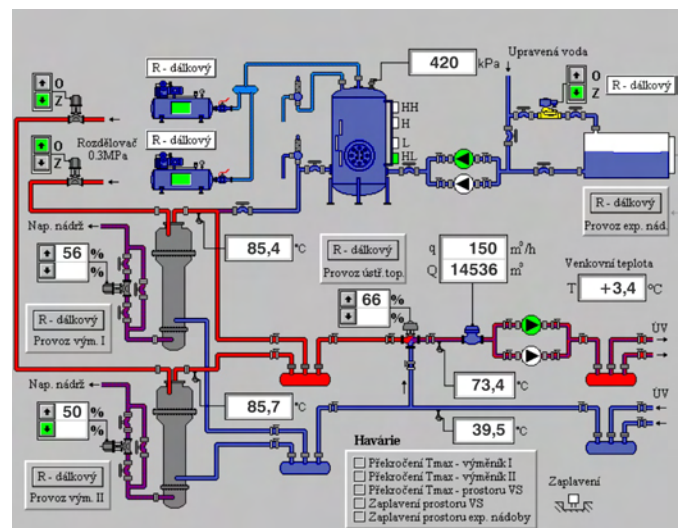 420 kPa
Upravená voda
R - dálkový
O
Z
O
Z
R - dálkový
HH
H
L
HL
O
Z
Rozdělovač
0.3MPa
R - dálkový
R - dálkový
Provoz exp. nád.
Nap. nádrž
56 %
%
85,4 °C
R - dálkový
Provoz ústř.top.
q 150 m³/h
Q 14536 m³
Venkovní teplota
T +3,4 °C
66 %
%
R - dálkový
Provoz vým. I
ÚV
Nap. nádrž
85,7 °C
73,4 °C
ÚV
50 %
%
39,5 °C
R - dálkový
Provoz vým. II
Havárie
Překročení Tmax - výměník I
Překročení Tmax - výměník II
Překročení Tmax - prostoru VS
Zaplavení prostoru VS
Zaplavení prostoru exp. nádoby
Zaplavení